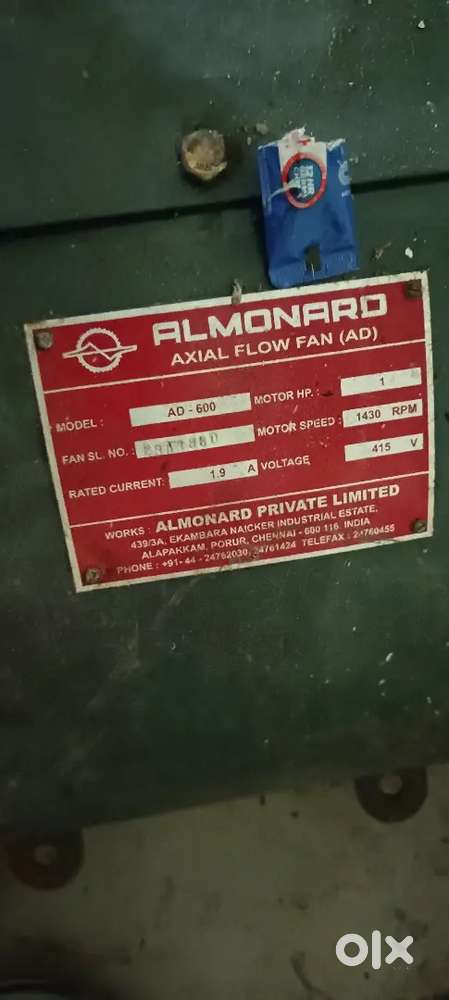 ALMONARD
AXIAL FLOW FAN (AD)
MODEL : AD - 600 MOTOR HP. : 1
FAN SL. NO. : MOTOR SPEED : 1430 RPM
RATED CURRENT: 1.9 A VOLTAGE 415 V
WORKS : ALMONARD PRIVATE LIMITED
439/3A, EKAMBARA NAICKER INDUSTRIAL ESTATE,
ALAPAKKAM, PORUR, CHENNAI - 600 116. INDIA
PHONE : +91- 44 - 24762030, 24761424 TELEFAX : 24760455
olx